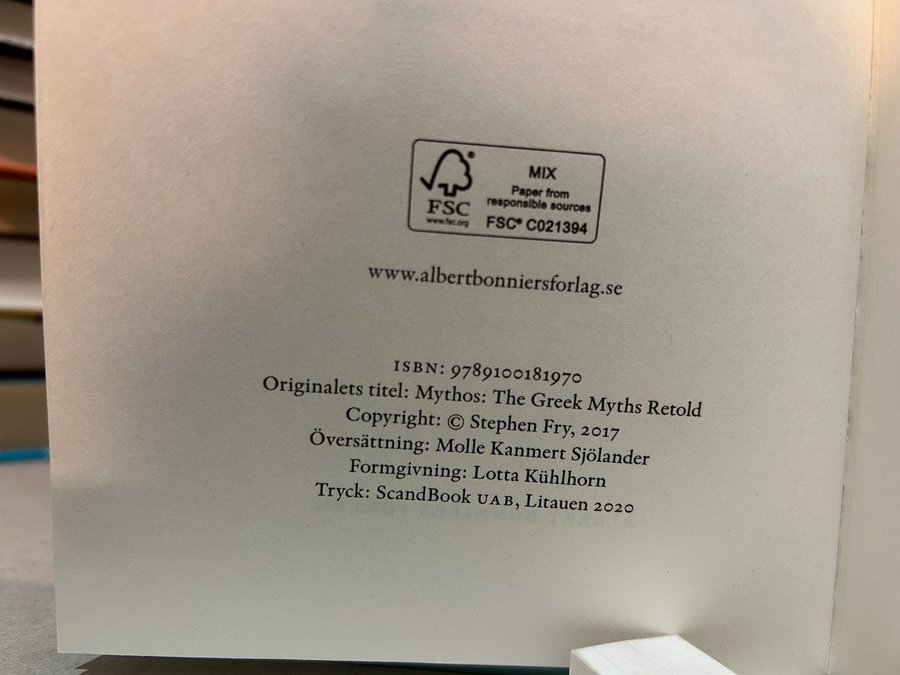 MIX
Paper from
responsible sources
FSC® C021394
FSC
www.fsc.org
www.albertbonniersforlag.se
ISBN: 9789100181970
Originalets titel: Mythos: The Greek Myths Retold
Copyright: © Stephen Fry, 2017
Översättning: Molle Kanmert Sjölander
Formgivning: Lotta Kühlhorn
Tryck: ScandBook UAB, Litauen 2020